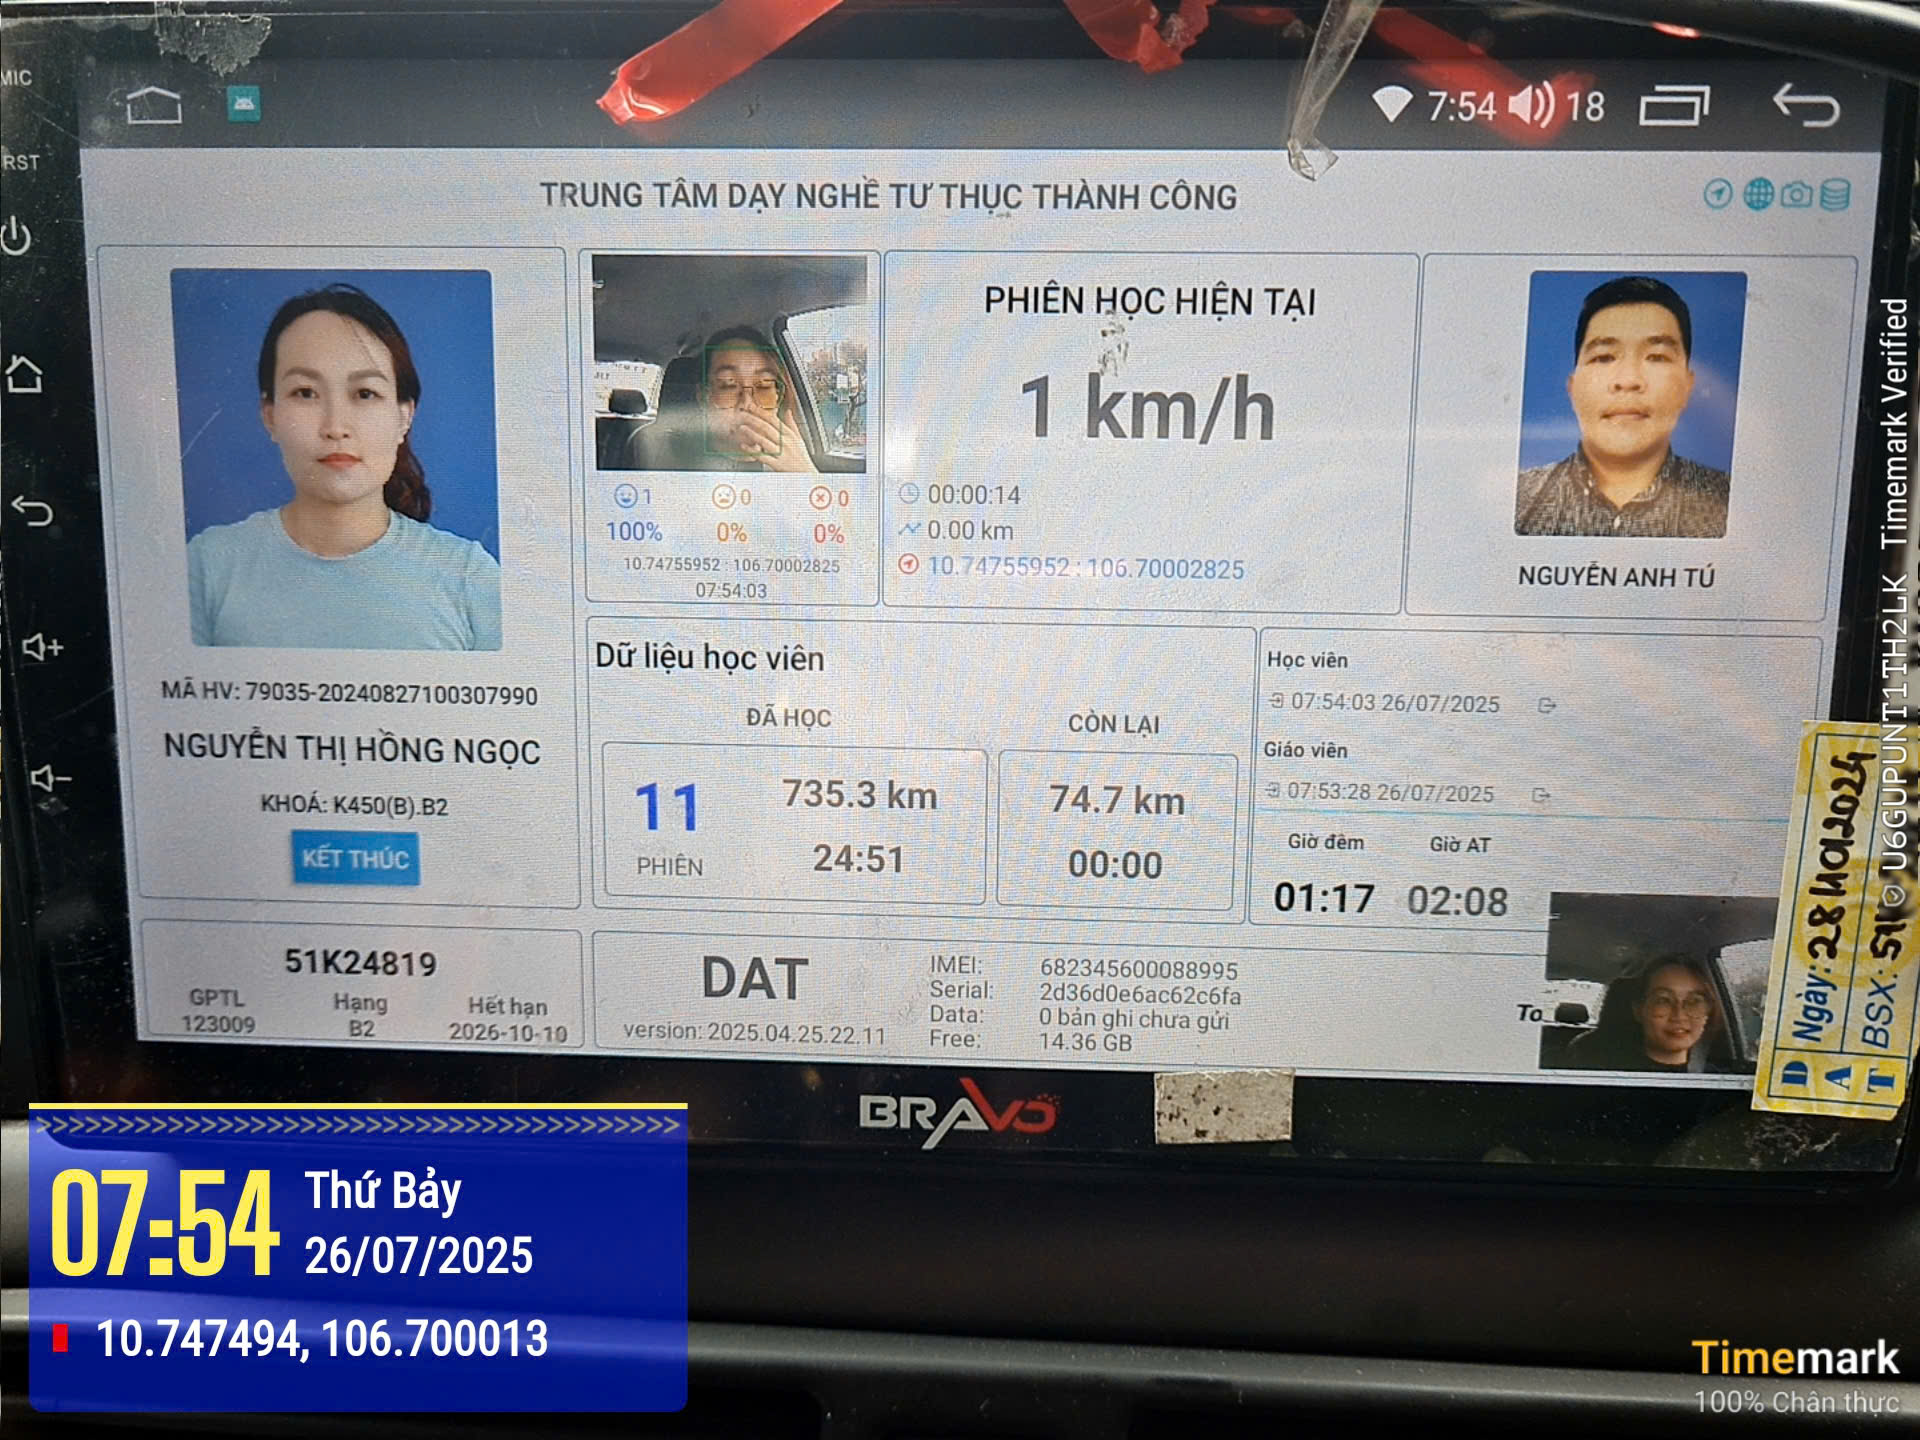 MIC
RST
7:54
18
TRUNG TÂM DẠY NGHỀ TƯ THỤC THÀNH CÔNG
MÃ HV: 79035-20240827100307990
NGUYỄN THỊ HỒNG NGỌC
KHOÁ: K450(B).B2
KẾT THÚC
1
0
0
100%
0%
0%
10.74755952 : 106.70002825
07:54:03
PHIÊN HỌC HIỆN TẠI
1 km/h
00:00:14
0.00 km
10.74755952 : 106.70002825
NGUYỄN ANH TÚ
Dữ liệu học viên
ĐÃ HỌC
CÒN LẠI
11
PHIÊN
735.3 km
24:51
74.7 km
00:00
Học viên
07:54:03 26/07/2025
Giáo viên
07:53:28 26/07/2025
Giờ đêm
Giờ AT
01:17
02:08
51K24819
GPTL
123009
Hạng
B2
Hết hạn
2026-10-10
DAT
version: 2025.04.25.22.11
IMEI: 682345600088995
Serial: 2d36d0e6ac62c6fa
Data: 0 bản ghi chưa gửi
Free: 14.36 GB
To
BRAVO
DAT
Ngày:
BSX:
07:54
Thứ Bảy
26/07/2025
10.747494, 106.700013
U6GUPUNT1TH2LK Timemark Verified
Timemark
100% Chân thực